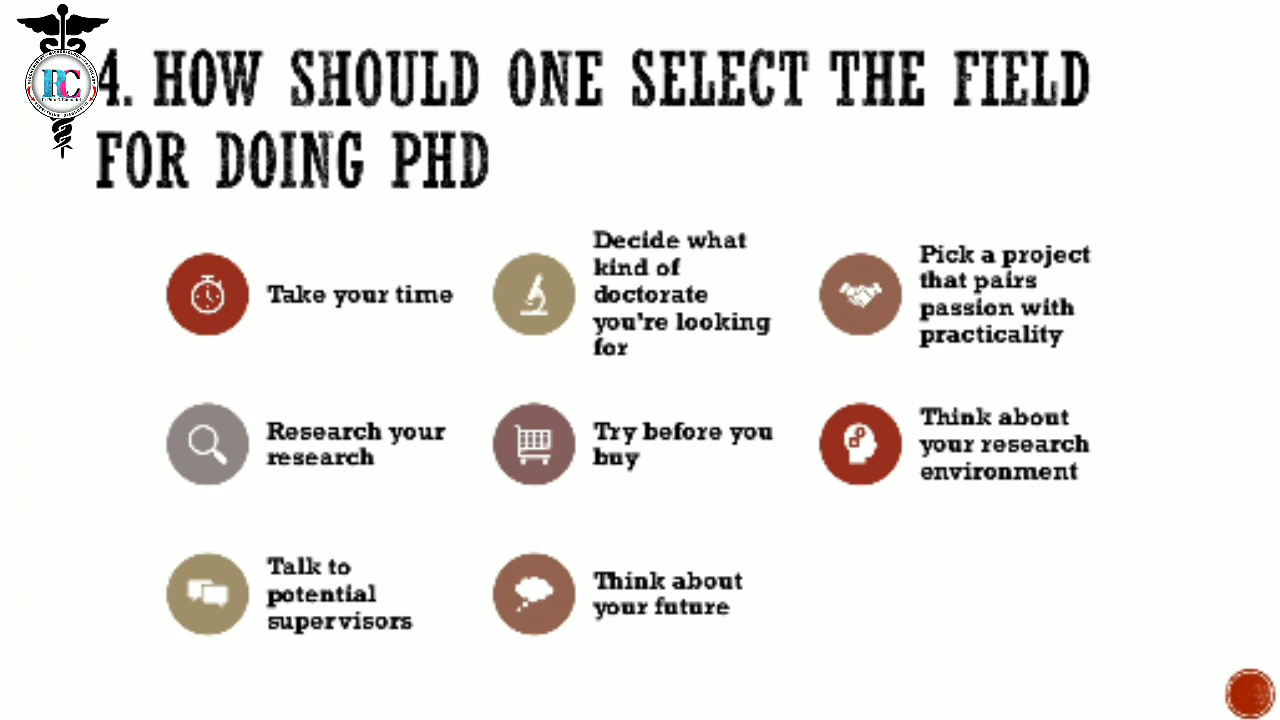 4. HOW SHOULD ONE SELECT THE FIELD
FOR DOING PHD
Take your time
Decide what
kind of
doctorate
you're looking
for
Pick a project
that pairs
passion with
practicality
Research your
research
Try before you
buy
Think about
your research
environment
Talk to
potential
supervisors
Think about
your future
RC